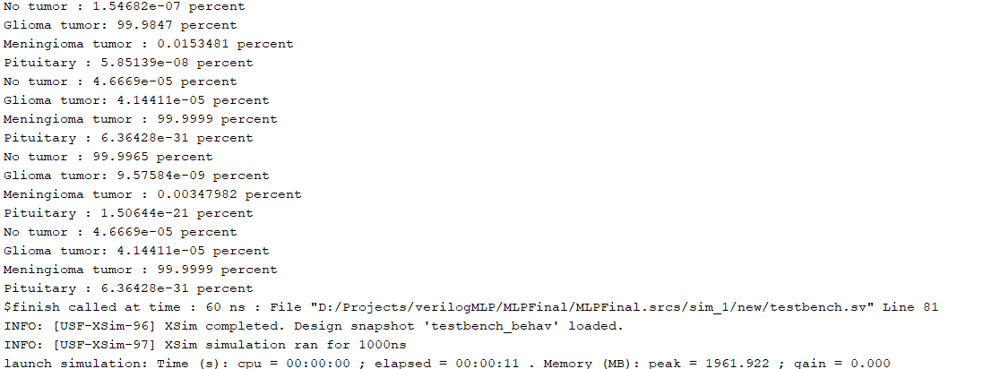 No tumor : 1.54682e-07 percent
Glioma tumor: 99.9847 percent
Meningioma tumor : 0.0153481 percent
Pituitary : 5.85139e-08 percent
No tumor : 4.6669e-05 percent
Glioma tumor: 4.14411e-05 percent
Meningioma tumor : 99.9999 percent
Pituitary : 6.36428e-31 percent
No tumor : 99.9965 percent
Glioma tumor: 9.57584e-09 percent
Meningioma tumor : 0.00347982 percent
Pituitary : 1.50644e-21 percent
No tumor : 4.6669e-05 percent
Glioma tumor: 4.14411e-05 percent
Meningioma tumor : 99.9999 percent
Pituitary : 6.36428e-31 percent
$finish called at time : 60 ns : File "D:/Projects/verilogMLP/MLPFinal/MLPFinal.srcs/sim_1/new/testbench.sv" Line 81
INFO: [USF-XSim-96] XSim completed. Design snapshot 'testbench_behav' loaded.
INFO: [USF-XSim-97] XSim simulation ran for 1000ns
launch_simulation: Time (s): cpu = 00:00:00 ; elapsed = 00:00:11 . Memory (MB): peak = 1961.922 ; gain = 0.000